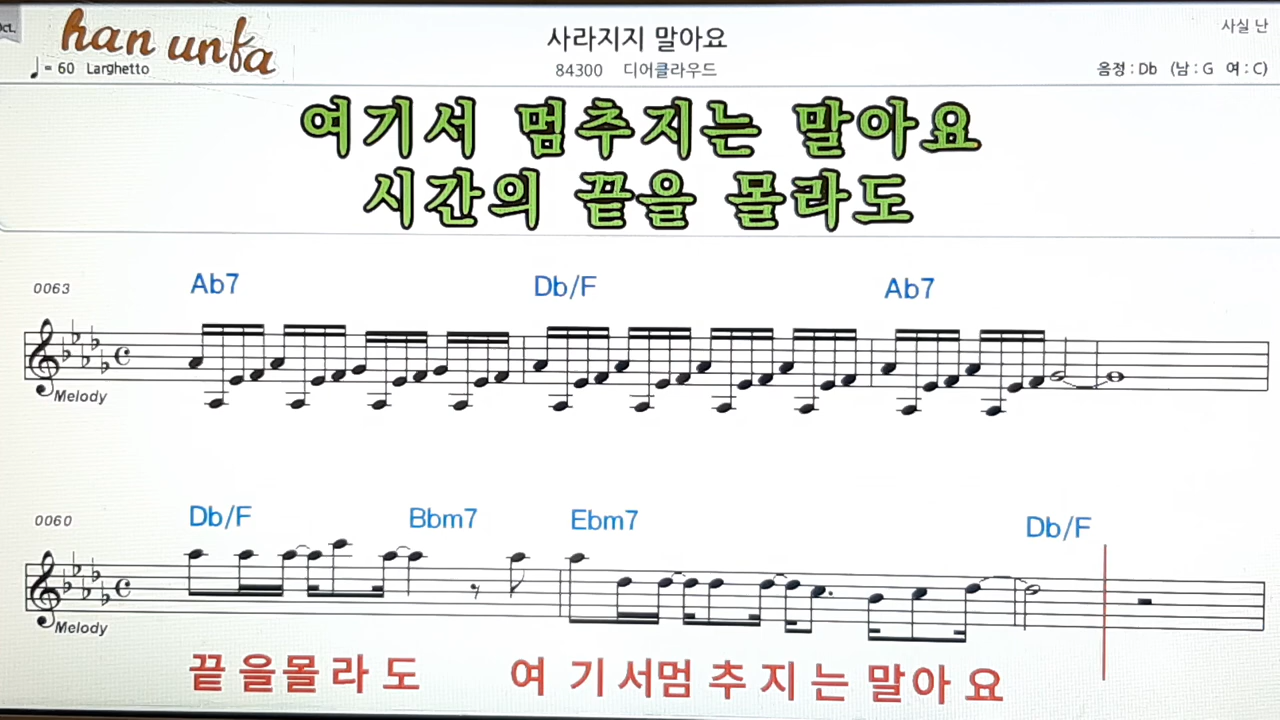 han unfa
사라지지 말아요
사실 난
♩= 60 Larghetto
84300 디어클라우드
음정 : Db (남 : G 여 : C)
여기서 멈추지는 말아요
시간의 끝을 몰라도
0063
Ab7 Db/F Ab7
Melody
0060
Db/F Bbm7 Ebm7 Db/F
Melody
끝을몰라도 여기서멈추지는말아요